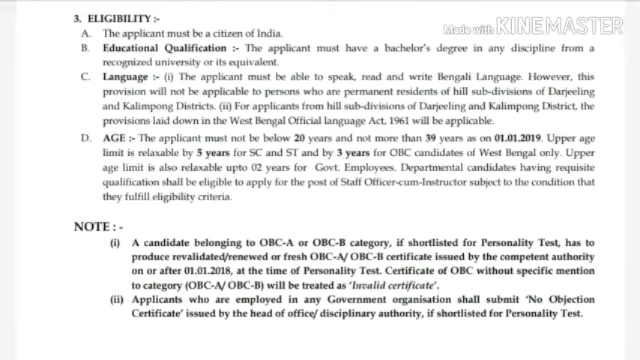 Made with KINEMASTER
3. ELIGIBILITY :-
A. The applicant must be a citizen of India.
B. Educational Qualification :- The applicant must have a bachelor's degree in any discipline from a
recognized university or its equivalent.
C. Language :- (i) The applicant must be able to speak, read and write Bengali Language. However, this
provision will not be applicable to persons who are permanent residents of hill sub-divisions of Darjeeling
and Kalimpong Districts. (ii) For applicants from hill sub-divisions of Darjeeling and Kalimpong District, the
provisions laid down in the West Bengal Official language Act, 1961 will be applicable.
D. AGE :- The applicant must not be below 20 years and not more than 39 years as on 01.01.2019. Upper age
limit is relaxable by 5 years for SC and ST and by 3 years for OBC candidates of West Bengal only. Upper
age limit is also relaxable upto 02 years for Govt. Employees. Departmental candidates having requisite
qualification shall be eligible to apply for the post of Staff Officer-cum-Instructor subject to the condition that
they fulfill eligibility criteria.
NOTE : -
(i) A candidate belonging to OBC-A or OBC-B category, if shortlisted for Personality Test, has to
produce revalidated/renewed or fresh OBC-A/ OBC-B certificate issued by the competent authority
on or after 01.01.2018, at the time of Personality Test. Certificate of OBC without specific mention
to category (OBC-A/ OBC-B) will be treated as 'Invalid certificate'.
(ii) Applicants who are employed in any Government organisation shall submit 'No Objection
Certificate' issued by the head of office/ disciplinary authority, if shortlisted for Personality Test.